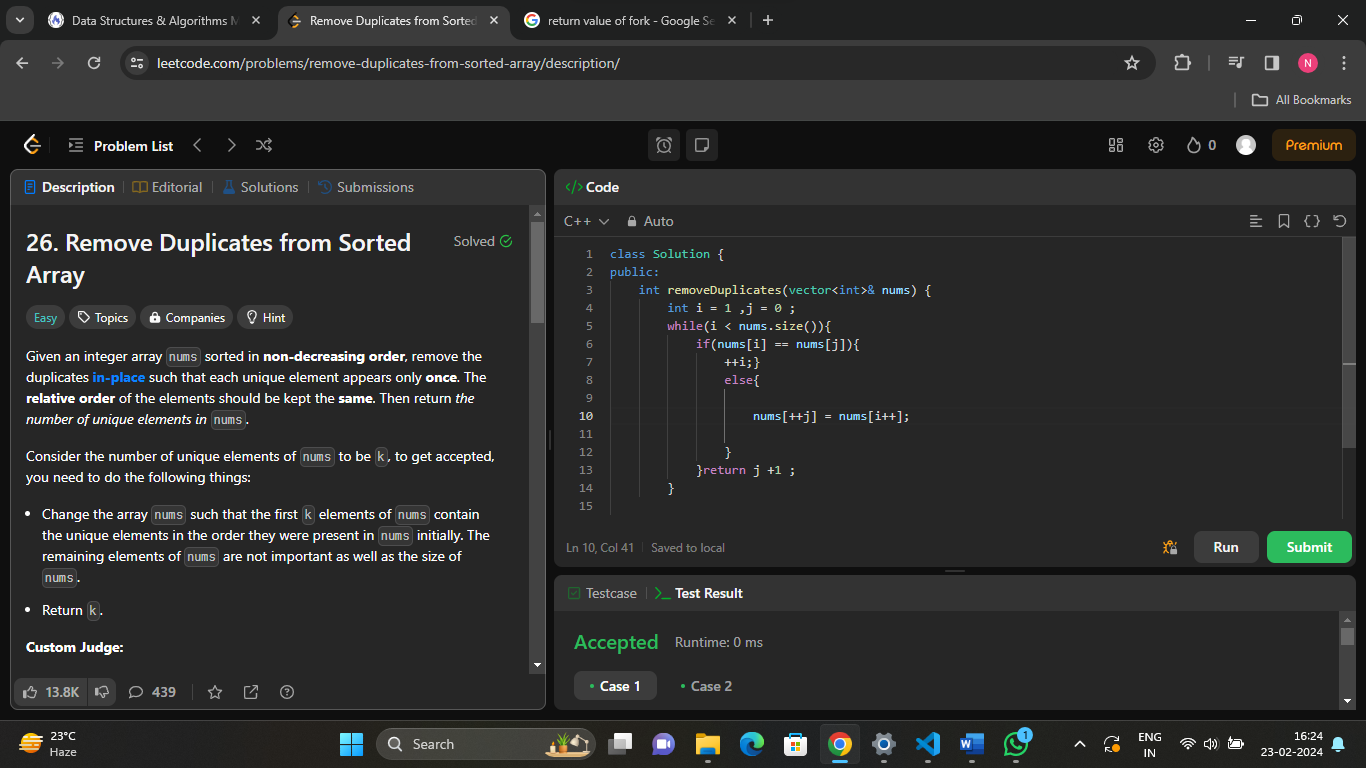 Data Structures & Algorithms M
Remove Duplicates from Sorted
return value of fork - Google Se
leetcode.com/problems/remove-duplicates-from-sorted-array/description/
N
All Bookmarks
Problem List
0
Premium
Description
Editorial
Solutions
Submissions
</> Code
C++
Auto
26. Remove Duplicates from Sorted
Array
Solved
Easy
Topics
Companies
Hint
Given an integer array nums sorted in non-decreasing order, remove the
duplicates in-place such that each unique element appears only once. The
relative order of the elements should be kept the same. Then return the
number of unique elements in nums.
Consider the number of unique elements of nums to be k, to get accepted,
you need to do the following things:
• Change the array nums such that the first k elements of nums contain
the unique elements in the order they were present in nums initially. The
remaining elements of nums are not important as well as the size of
nums.
• Return k.
Custom Judge:
13.8K
439
1 class Solution {
2 public:
3 int removeDuplicates(vector<int>& nums) {
4 int i = 1 ,j = 0 ;
5 while(i < nums.size()){
6 if(nums[i] == nums[j]){
7 ++i;}
8 else{
9
10 nums[++j] = nums[i++];
11
12 }
13 }return j +1 ;
14 }
15
Ln 10, Col 41
Saved to local
Run
Submit
Testcase
Test Result
Accepted
Runtime: 0 ms
• Case 1
• Case 2
23°C
Haze
Search
1
ENG
IN
16:24
23-02-2024